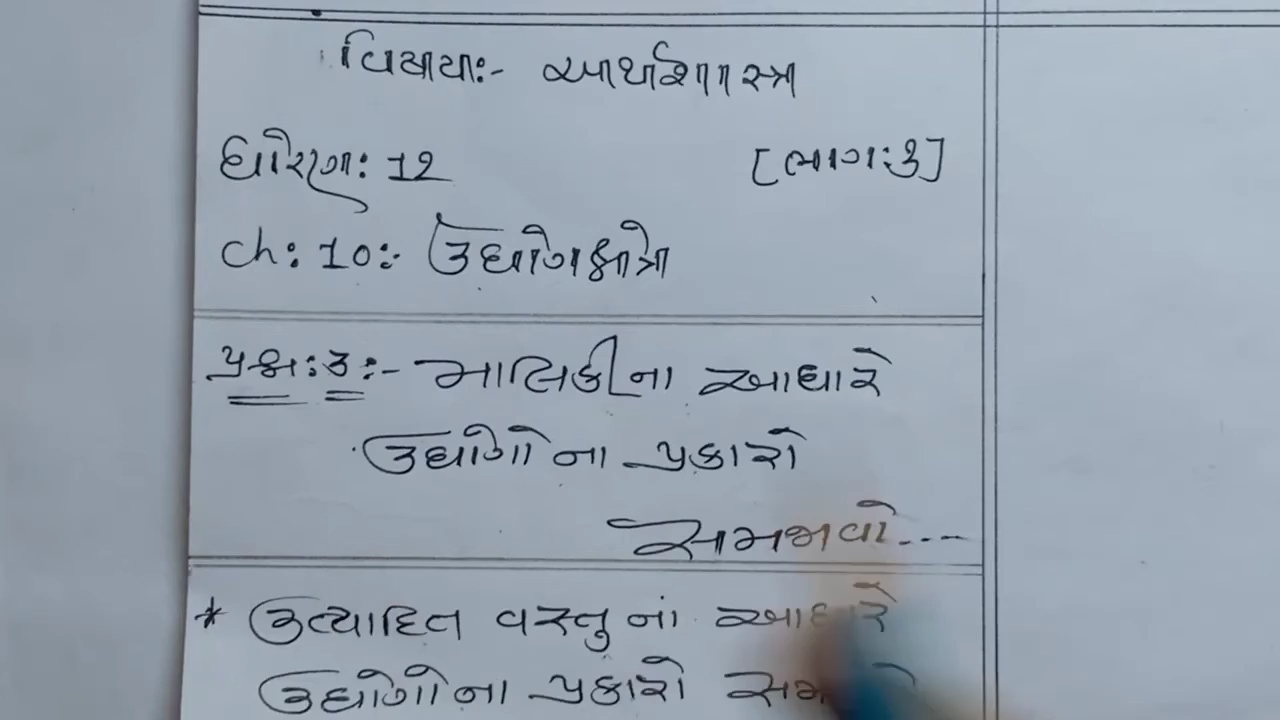 વિષય:- અર્થશાસ્ત્ર
ધોરણ: 12 [ભાગ:3]
ch: 10:- ઉદ્યોગક્ષેત્રે
પ્રશ્ન:3:- માલિકીના આધારે
ઉદ્યોગોના પ્રકારો
સમજાવો...
* ઉત્પાદિત વસ્તુનાં આધારે
ઉદ્યોગોના પ્રકારો